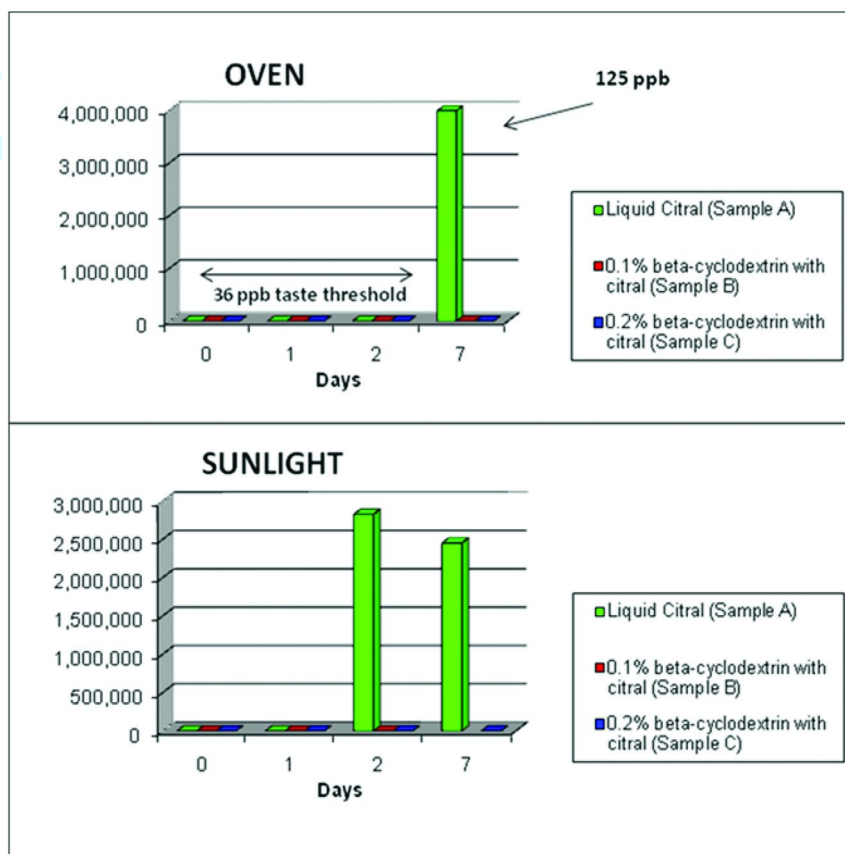 OVEN
125 ppb
4,000,000
3,000,000
2,000,000
1,000,000
0
36 ppb taste threshold
0 1 2 7
Days
Liquid Citral (Sample A)
0.1% beta-cyclodextrin with
citral (Sample B)
0.2% beta-cyclodextrin with
citral (Sample C)
SUNLIGHT
3,000,000
2,500,000
2,000,000
1,500,000
1,000,000
500,000
0
0 1 2 7
Days
Liquid Citral (Sample A)
0.1% beta-cyclodextrin with
citral (Sample B)
0.2% beta-cyclodextrin with
citral (Sample C)